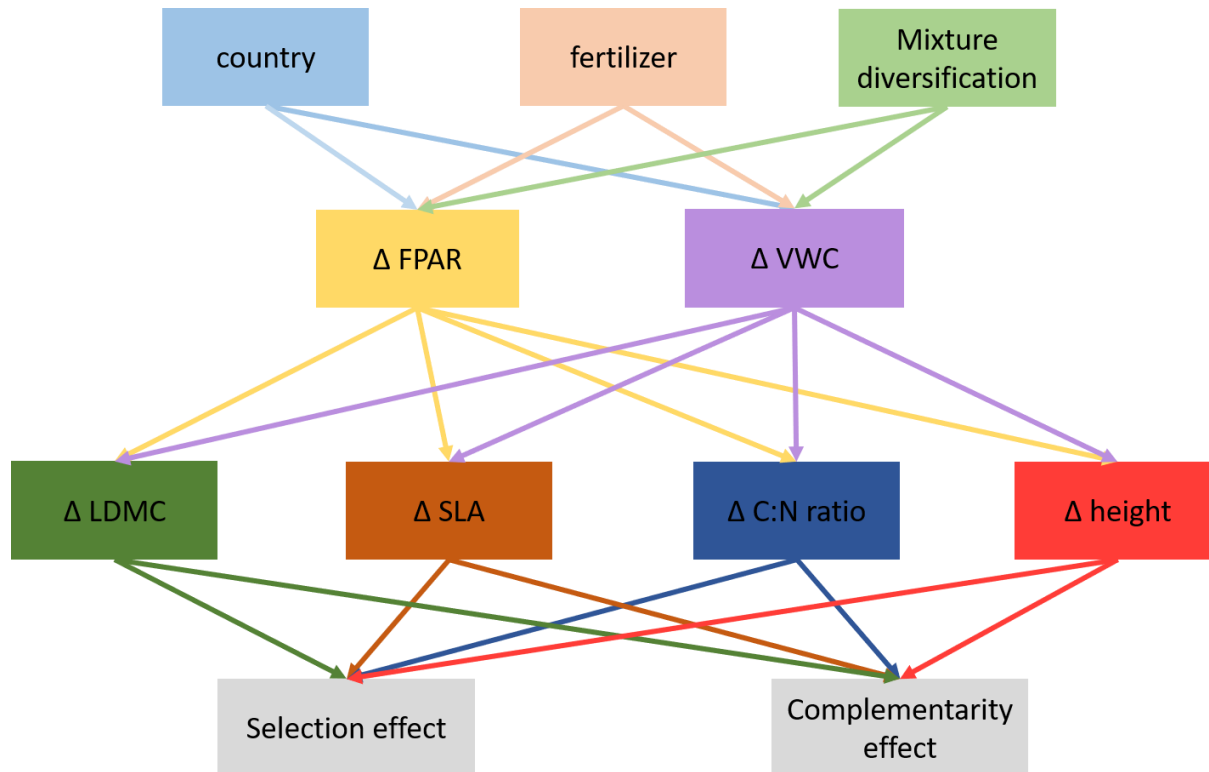 country
fertilizer
Mixture
diversification
Δ FPAR
Δ VWC
Δ LDMC
Δ SLA
Δ C:N ratio
Δ height
Selection effect
Complementarity
effect